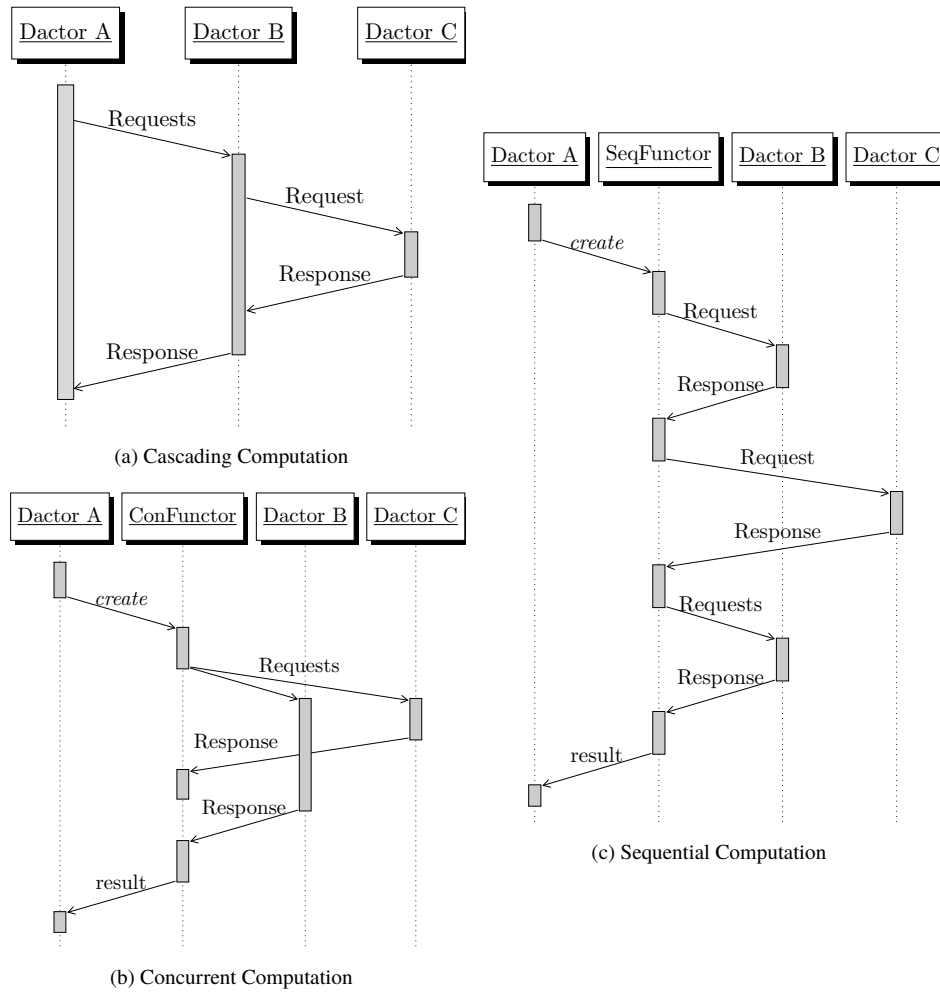 Dactor A
Dactor B
Dactor C
Requests
Request
Response
Response
(a) Cascading Computation
Dactor A
ConFunctor
Dactor B
Dactor C
create
Requests
Response
Response
result
(b) Concurrent Computation
Dactor A
SeqFunctor
Dactor B
Dactor C
create
Request
Response
Request
Response
Requests
Response
result
(c) Sequential Computation